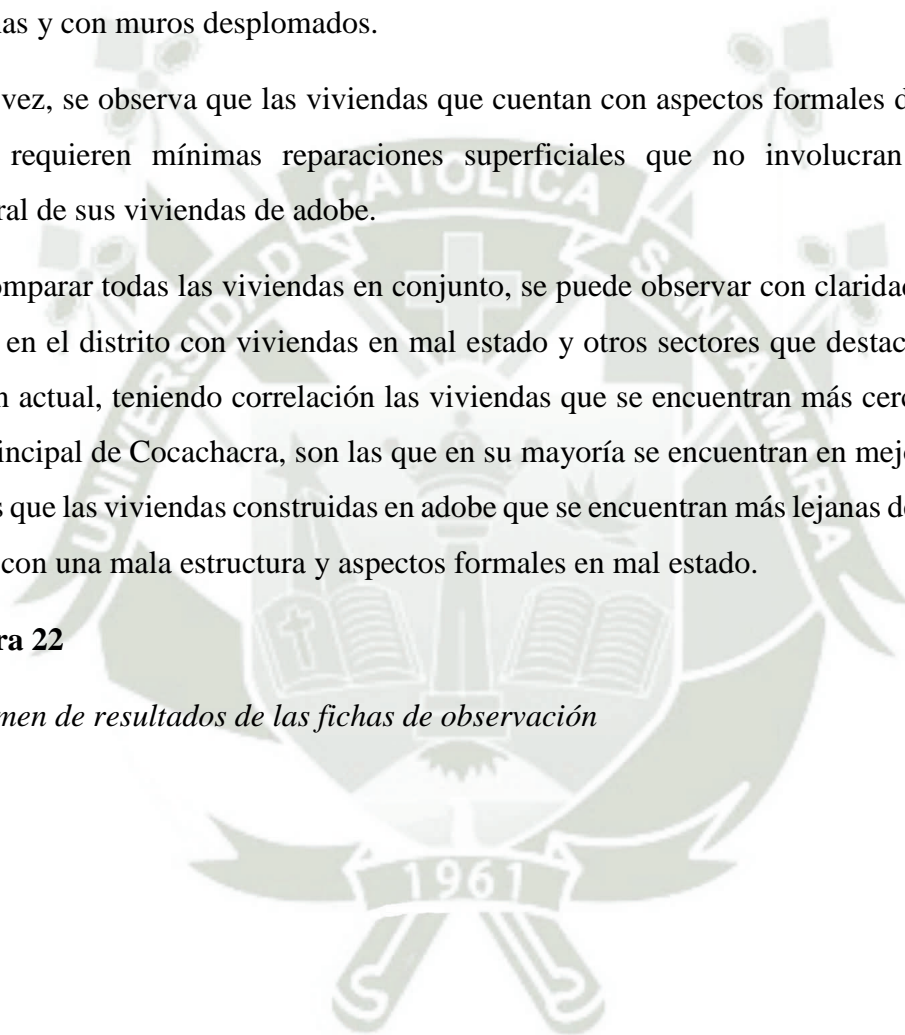 as y con muros desplomados.
vez, se observa que las viviendas que cuentan con aspectos formales d
requieren mínimas reparaciones superficiales que no involucran
ral de sus viviendas de adobe.
omparar todas las viviendas en conjunto, se puede observar con claridad
en el distrito con viviendas en mal estado y otros sectores que destac
n actual, teniendo correlación las viviendas que se encuentran más cerc
incipal de Cocachacra, son las que en su mayoría se encuentran en mejo
s que las viviendas construidas en adobe que se encuentran más lejanas de
con una mala estructura y aspectos formales en mal estado.
ra 22
men de resultados de las fichas de observación
UNIVERSIDAD CATOLICA SANTA MARIA
1961